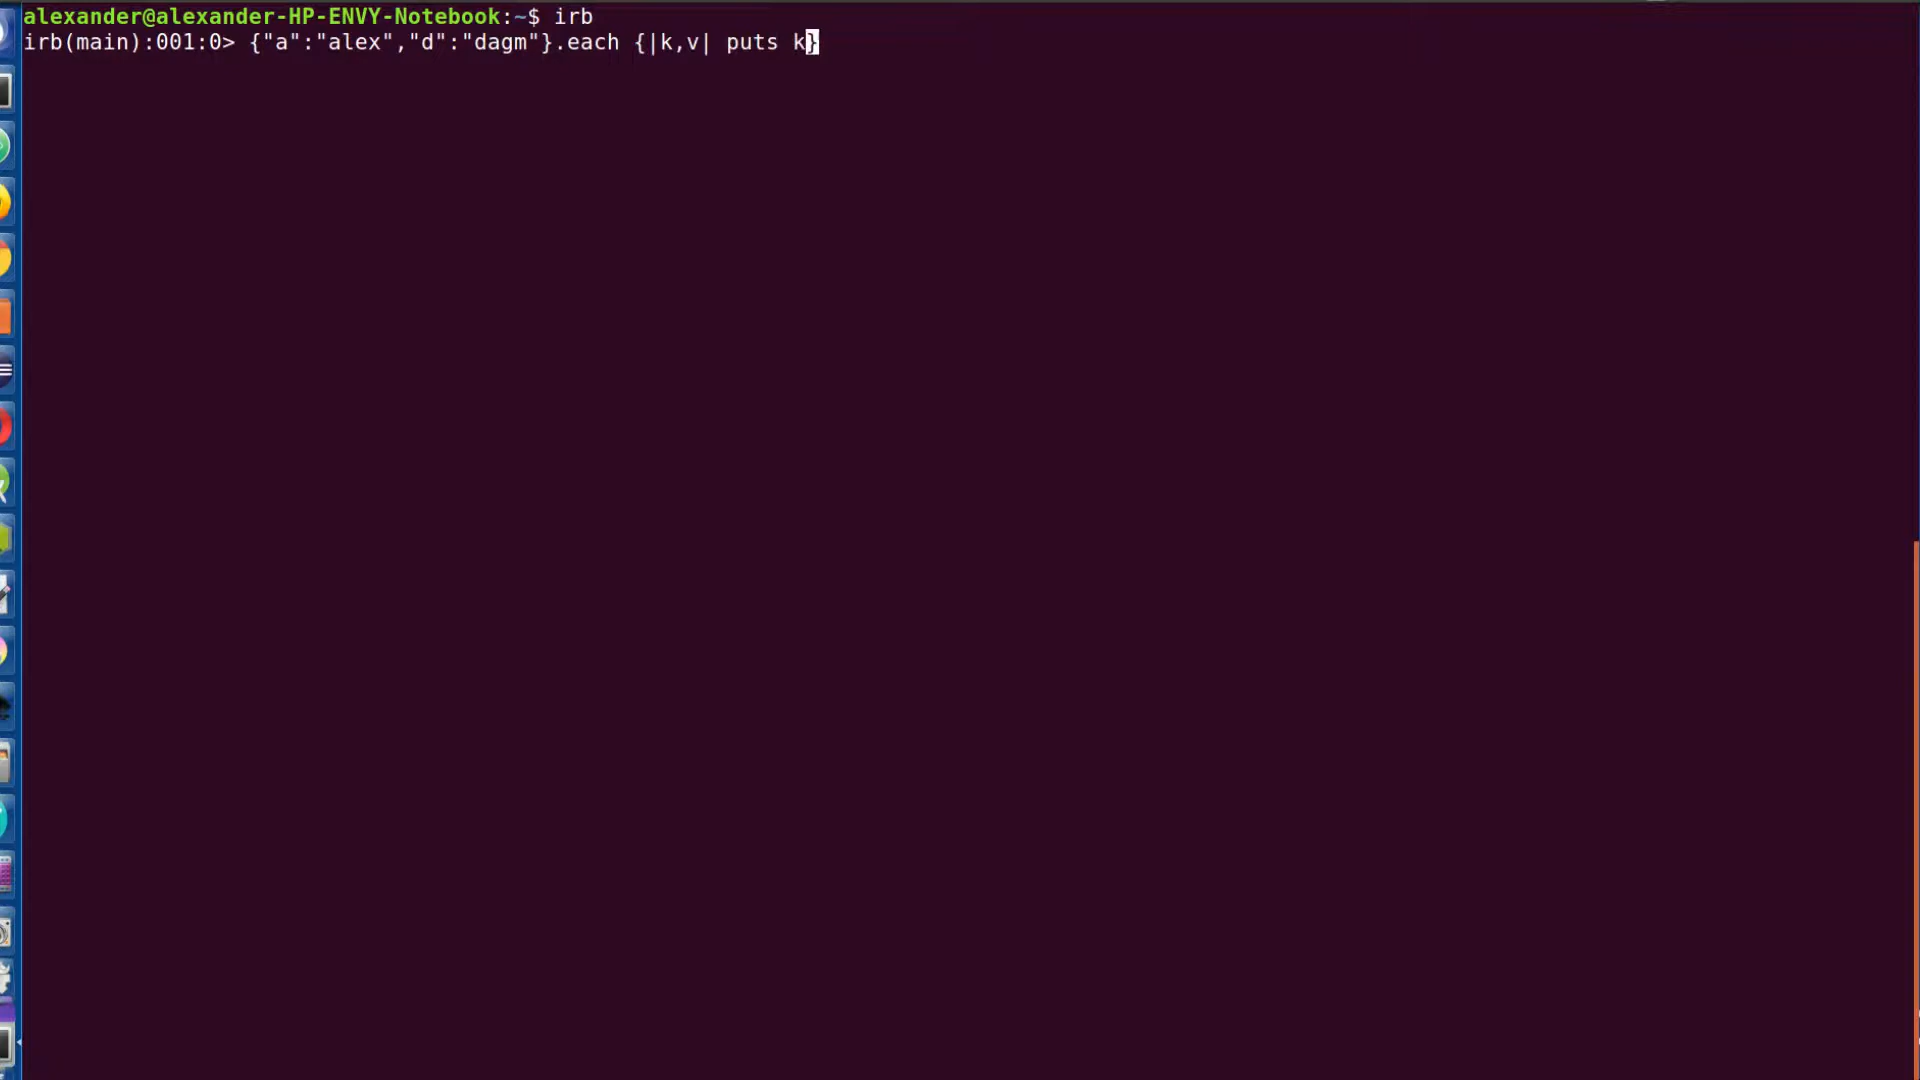 alexander@alexander-HP-ENVY-Notebook:~$ irb
irb(main):001:0> {"a":"alex","d":"dagm"}.each {|k,v| puts k}